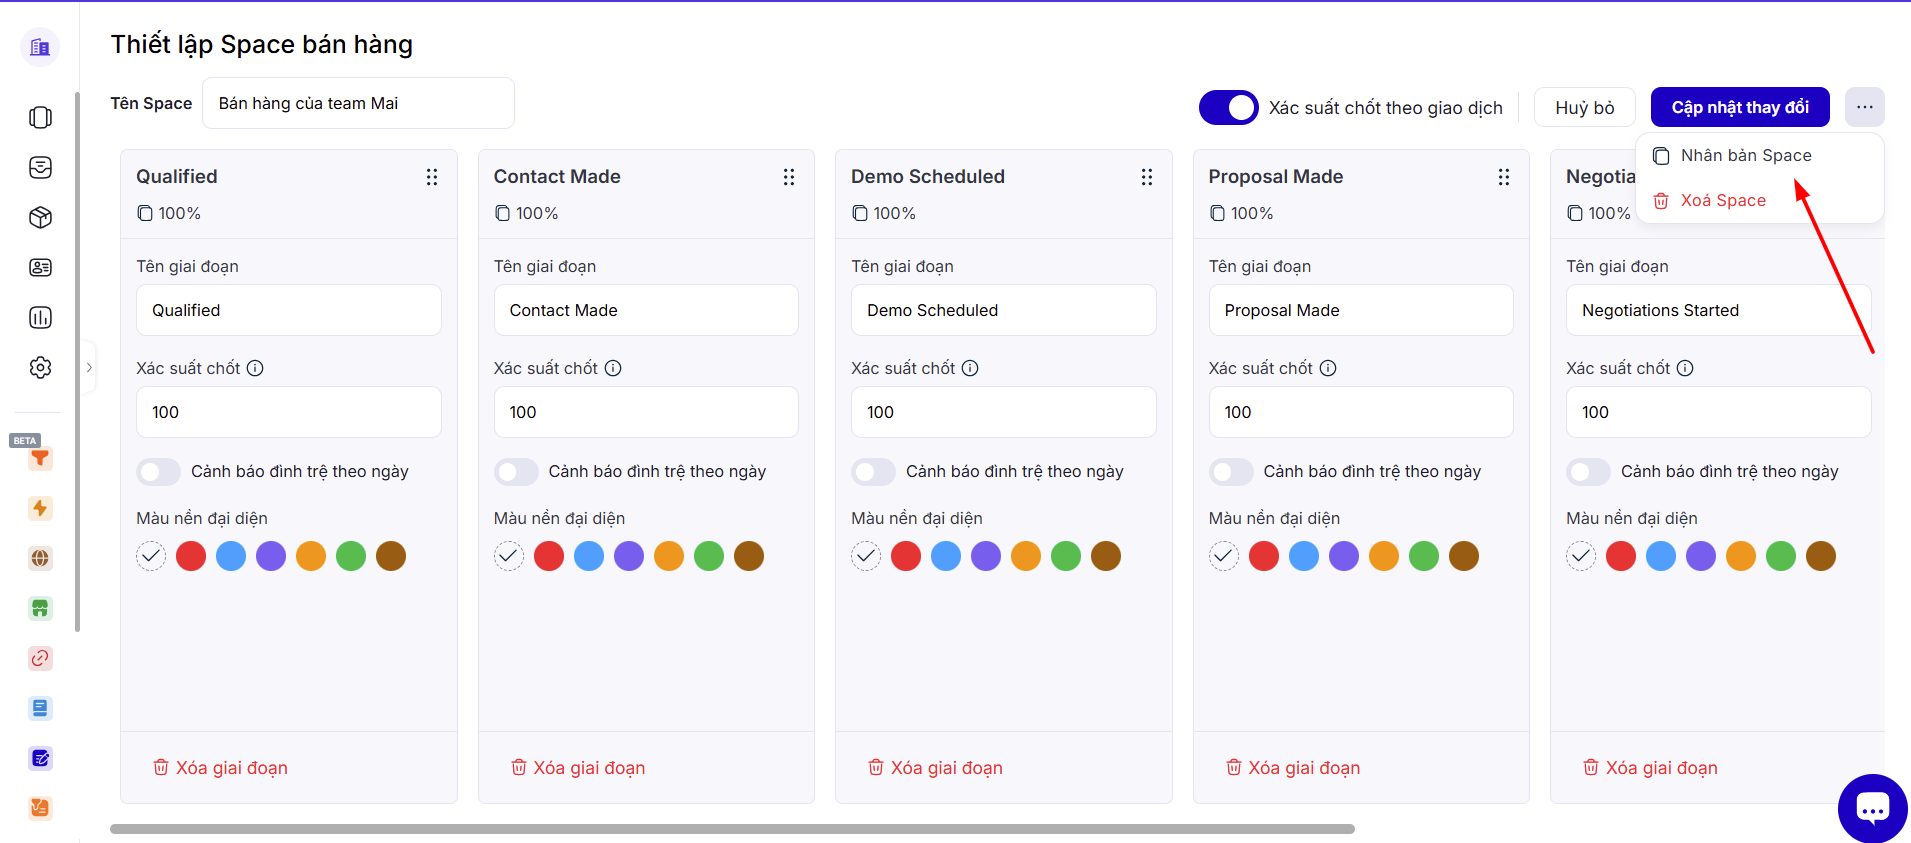 Thiết lập Space bán hàng
Tên Space
Bán hàng của team Mai
Xác suất chốt theo giao dịch
Huỷ bỏ
Cập nhật thay đổi
Nhân bản Space
Xoá Space
Qualified
100%
Contact Made
100%
Demo Scheduled
100%
Proposal Made
100%
Negotia
100%
Tên giai đoạn
Qualified
Xác suất chốt
100
Cảnh báo đình trệ theo ngày
Màu nền đại diện
Xóa giai đoạn
Tên giai đoạn
Contact Made
Xác suất chốt
100
Cảnh báo đình trệ theo ngày
Màu nền đại diện
Xóa giai đoạn
Tên giai đoạn
Demo Scheduled
Xác suất chốt
100
Cảnh báo đình trệ theo ngày
Màu nền đại diện
Xóa giai đoạn
Tên giai đoạn
Proposal Made
Xác suất chốt
100
Cảnh báo đình trệ theo ngày
Màu nền đại diện
Xóa giai đoạn
Tên giai đoạn
Negotiations Started
Xác suất chốt
100
Cảnh báo đình trệ theo ngày
Màu nền đại diện
Xóa giai đoạn
BETA